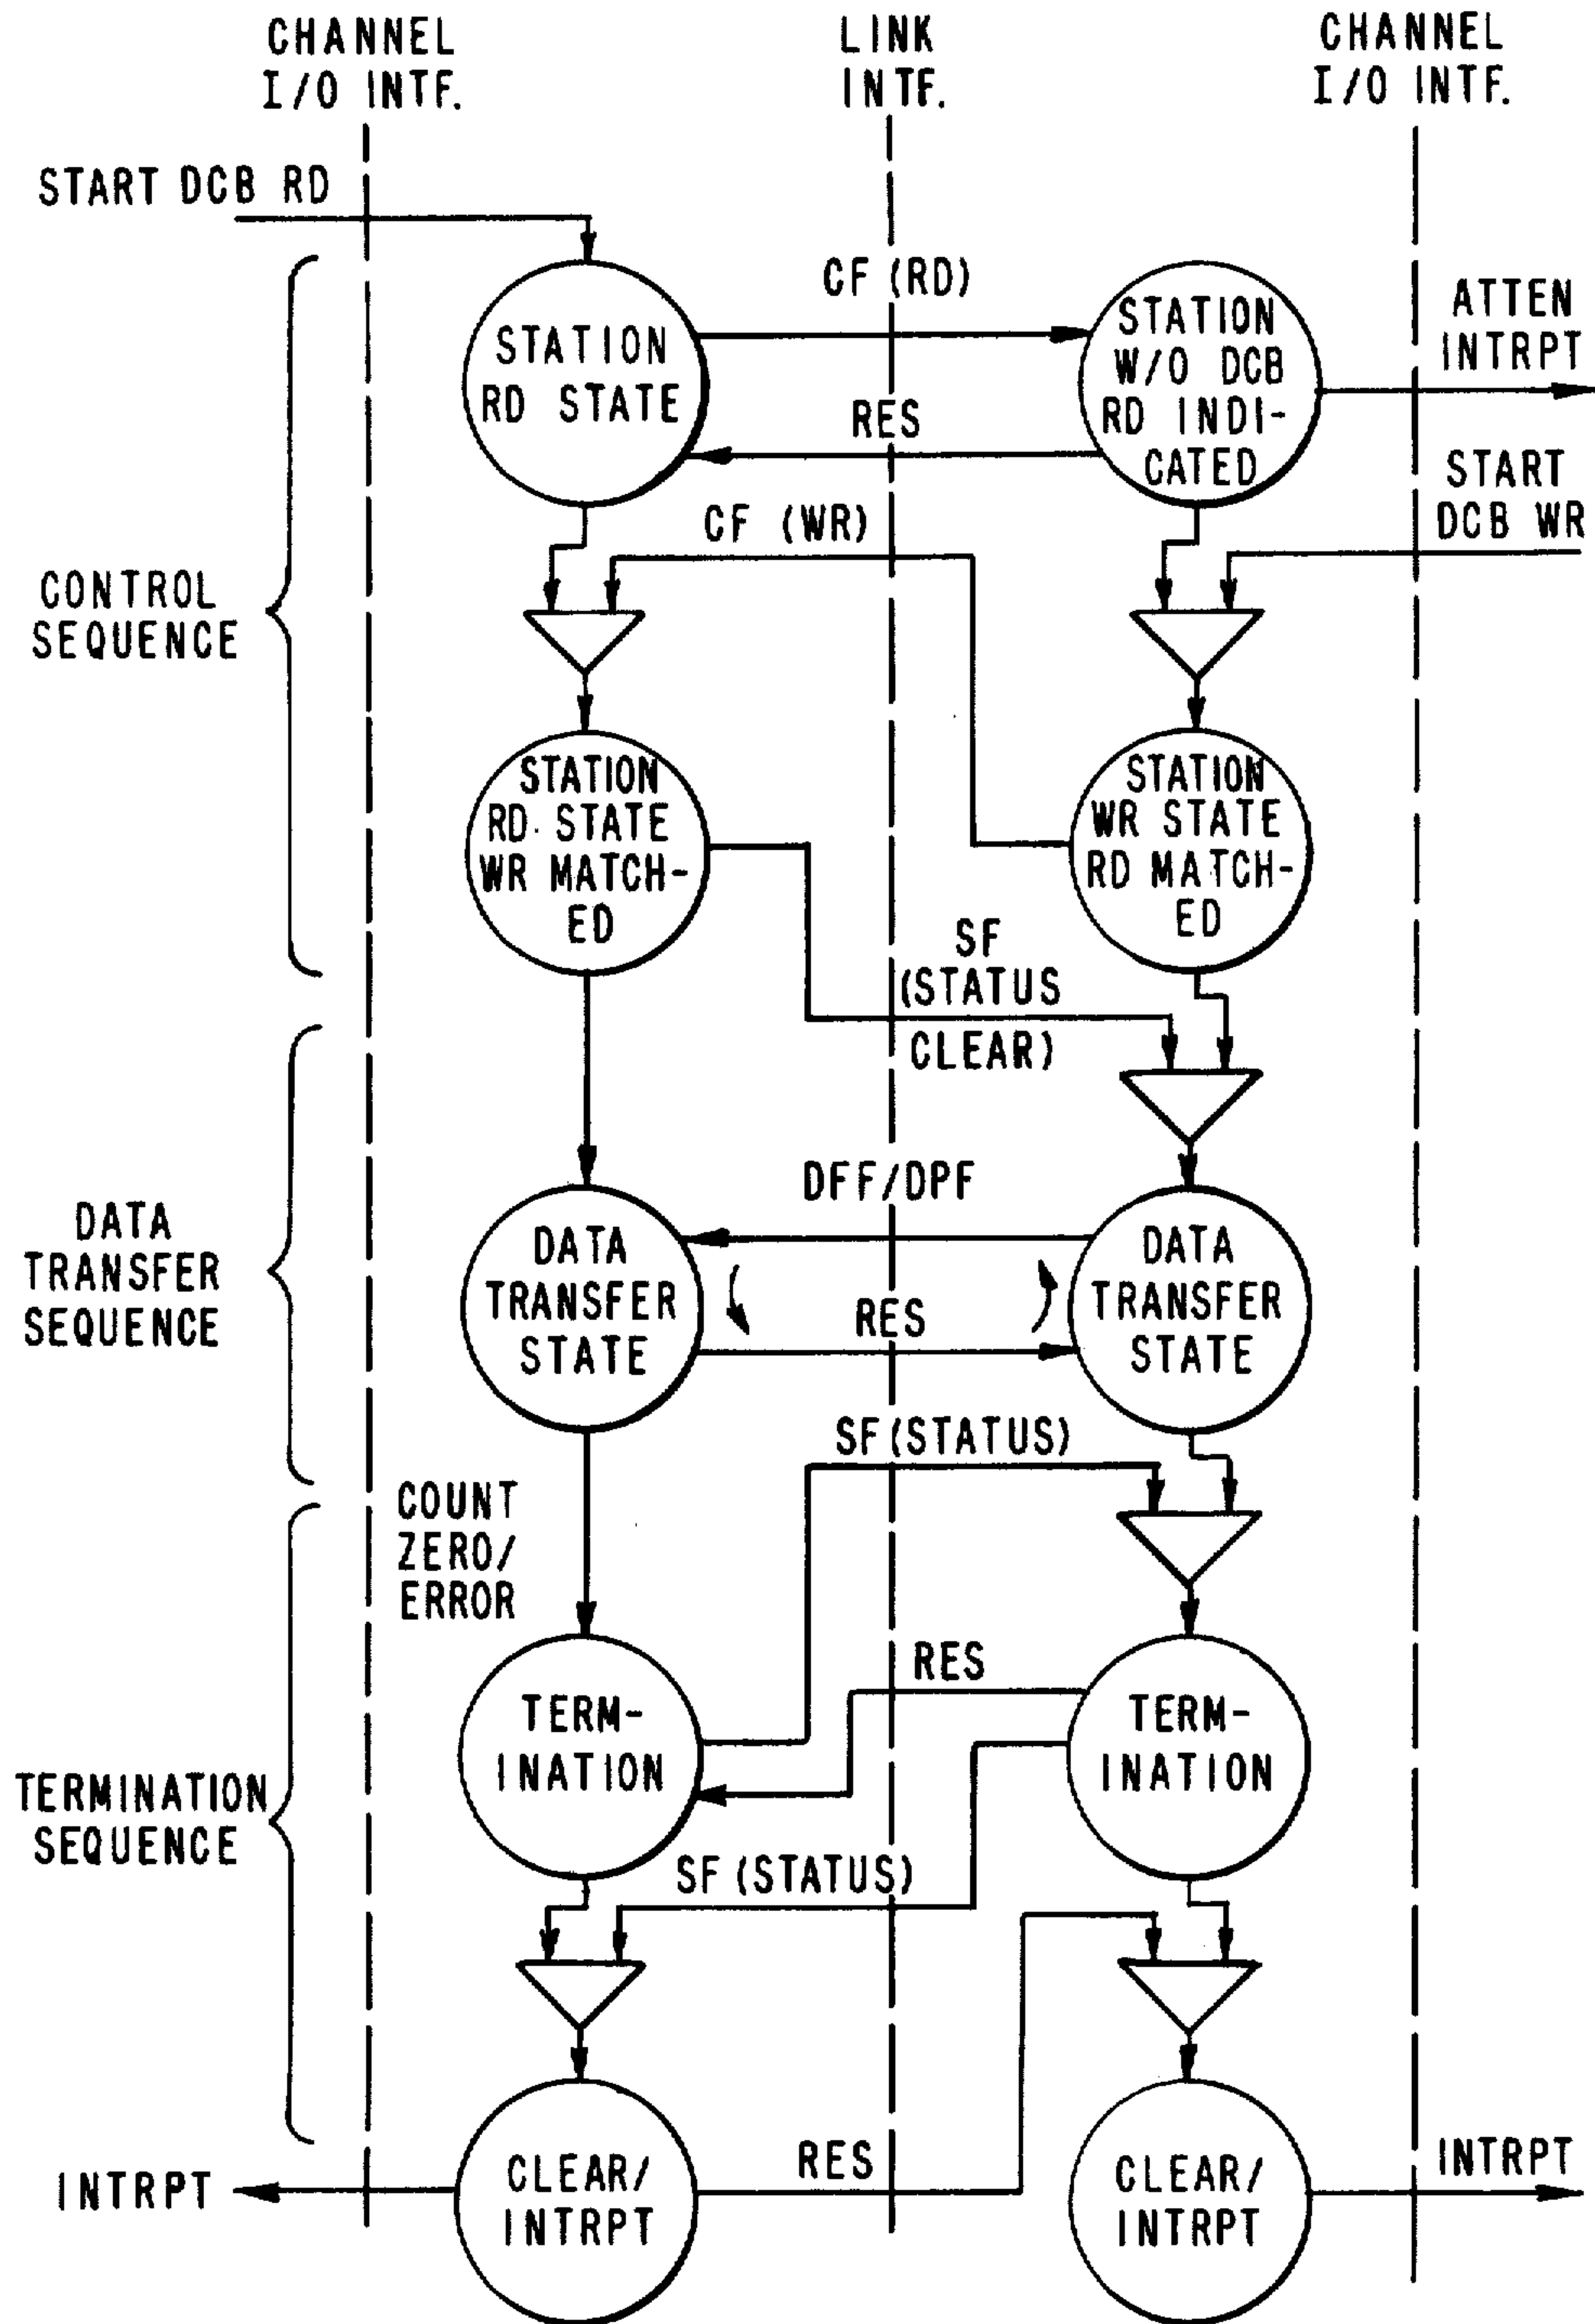 CHANNEL
I/O INTF.
LINK
INTF.
CHANNEL
I/O INTF.
START DCB RD
CF (RD)
STATION
RD STATE
STATION
W/O DCB
RD INDI-
CATED
ATTEN
INTRPT
RES
START
DCB WR
CF (WR)
CONTROL
SEQUENCE
STATION
RD STATE
WR MATCH-
ED
STATION
WR STATE
RD MATCH-
ED
SF
(STATUS
CLEAR)
DFF/DPF
DATA
TRANSFER
SEQUENCE
DATA
TRANSFER
STATE
RES
DATA
TRANSFER
STATE
SF (STATUS)
COUNT
ZERO/
ERROR
RES
TERM-
INATION
TERM-
INATION
TERMINATION
SEQUENCE
SF (STATUS)
INTRPT
CLEAR/
INTRPT
RES
CLEAR/
INTRPT
INTRPT